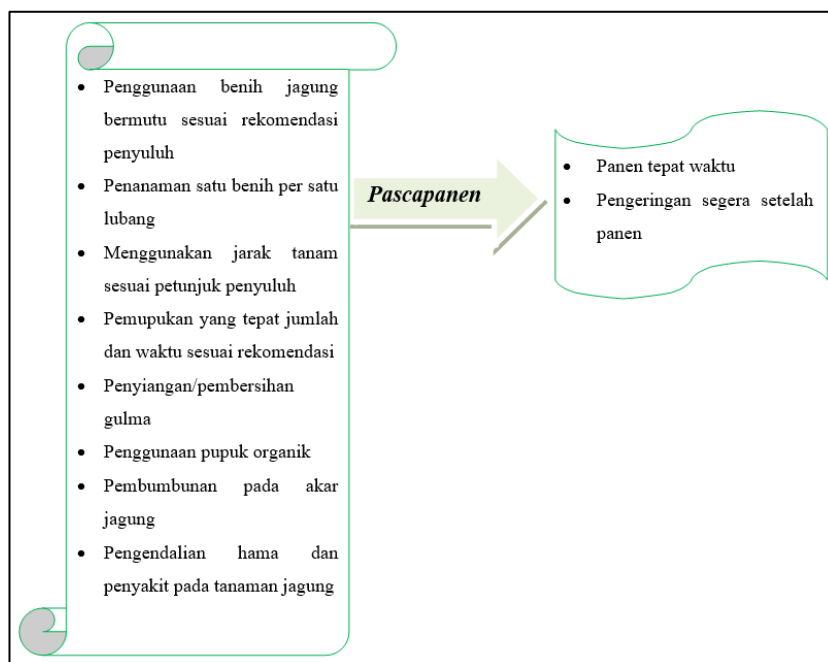 • Penggunaan benih jagung
bermutu sesuai rekomendasi
penyuluh
• Penanaman satu benih per satu
lubang
• Menggunakan jarak tanam
sesuai petunjuk penyuluh
• Pemupukan yang tepat jumlah
dan waktu sesuai rekomendasi
• Penyiangan/pembersihan
gulma
• Penggunaan pupuk organik
• Pembumbunan pada akar
jagung
• Pengendalian hama dan
penyakit pada tanaman jagung
Pascapanen
• Panen tepat waktu
• Pengeringan segera setelah
panen